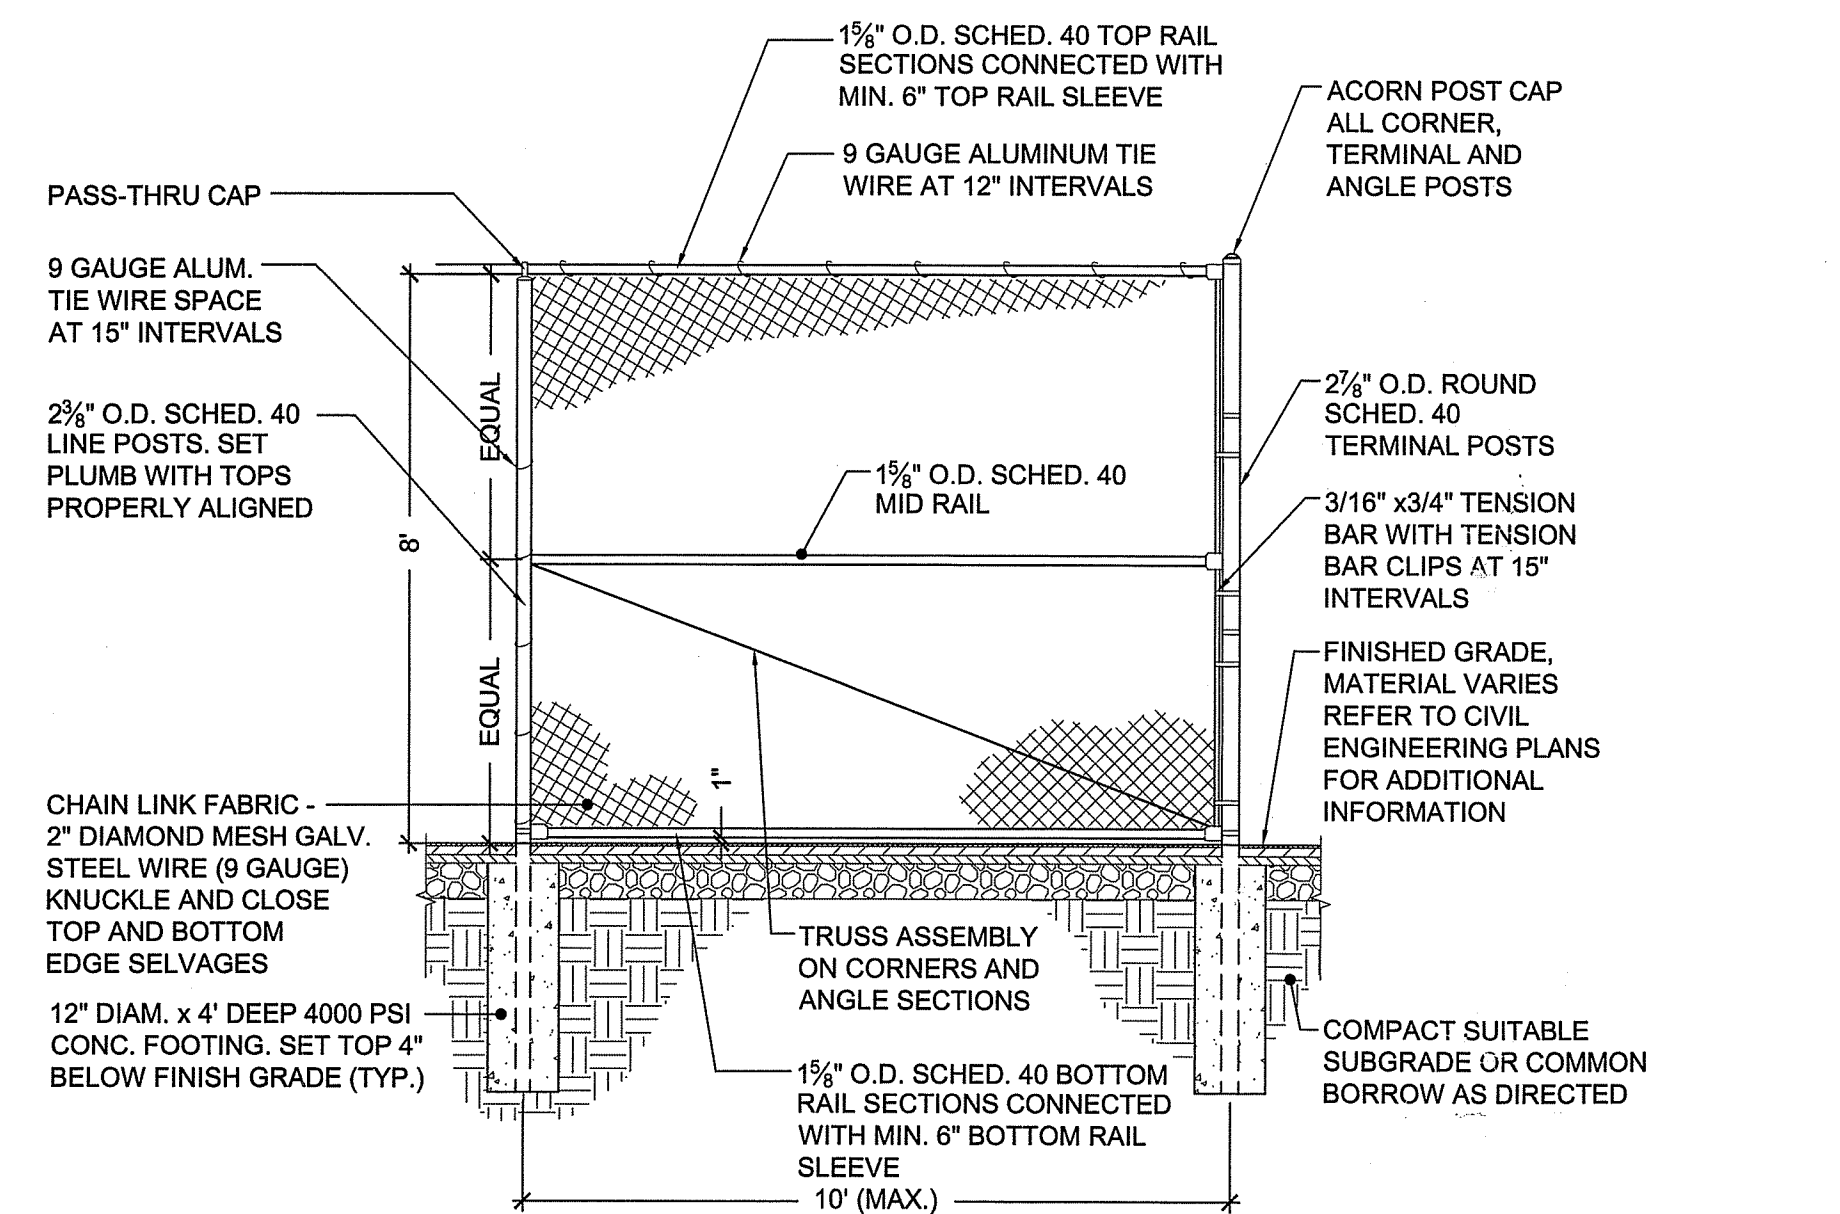 1⅝" O.D. SCHED. 40 TOP RAIL
SECTIONS CONNECTED WITH
MIN. 6" TOP RAIL SLEEVE
9 GAUGE ALUMINUM TIE
WIRE AT 12" INTERVALS
ACORN POST CAP
ALL CORNER,
TERMINAL AND
ANGLE POSTS
PASS-THRU CAP
9 GAUGE ALUM.
TIE WIRE SPACE
AT 15" INTERVALS
2⅜" O.D. SCHED. 40
LINE POSTS. SET
PLUMB WITH TOPS
PROPERLY ALIGNED
EQUAL
8'
EQUAL
1⅝" O.D. SCHED. 40
MID RAIL
2⅞" O.D. ROUND
SCHED. 40
TERMINAL POSTS
3/16" x3/4" TENSION
BAR WITH TENSION
BAR CLIPS AT 15"
INTERVALS
FINISHED GRADE,
MATERIAL VARIES
REFER TO CIVIL
ENGINEERING PLANS
FOR ADDITIONAL
INFORMATION
1"
CHAIN LINK FABRIC -
2" DIAMOND MESH GALV.
STEEL WIRE (9 GAUGE)
KNUCKLE AND CLOSE
TOP AND BOTTOM
EDGE SELVAGES
12" DIAM. x 4' DEEP 4000 PSI
CONC. FOOTING. SET TOP 4"
BELOW FINISH GRADE (TYP.)
TRUSS ASSEMBLY
ON CORNERS AND
ANGLE SECTIONS
1⅝" O.D. SCHED. 40 BOTTOM
RAIL SECTIONS CONNECTED
WITH MIN. 6" BOTTOM RAIL
SLEEVE
COMPACT SUITABLE
SUBGRADE OR COMMON
BORROW AS DIRECTED
10' (MAX.)